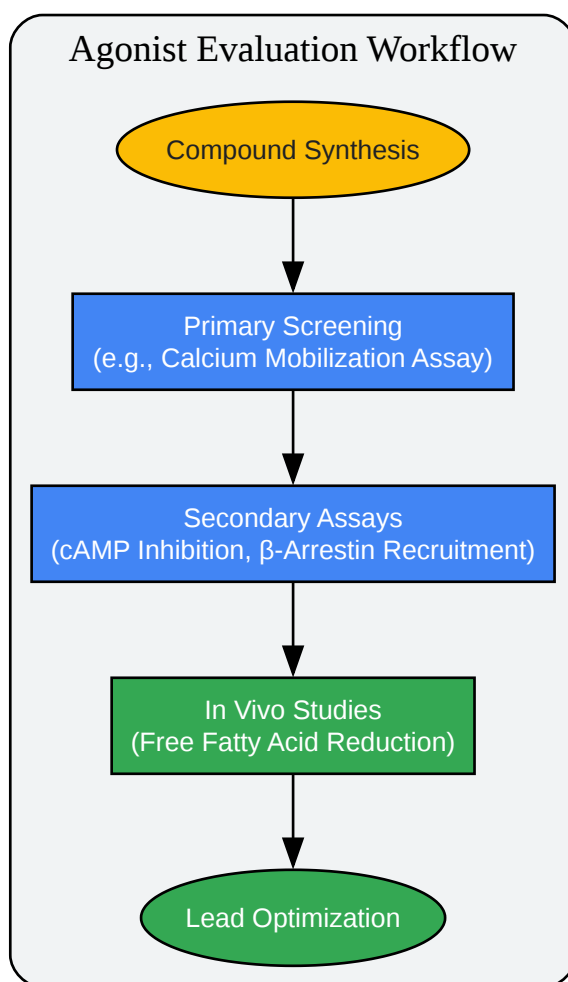 Agonist Evaluation Workflow
Compound Synthesis
Primary Screening
(e.g., Calcium Mobilization Assay)
Secondary Assays
(cAMP Inhibition, β-Arrestin Recruitment)
In Vivo Studies
(Free Fatty Acid Reduction)
Lead Optimization